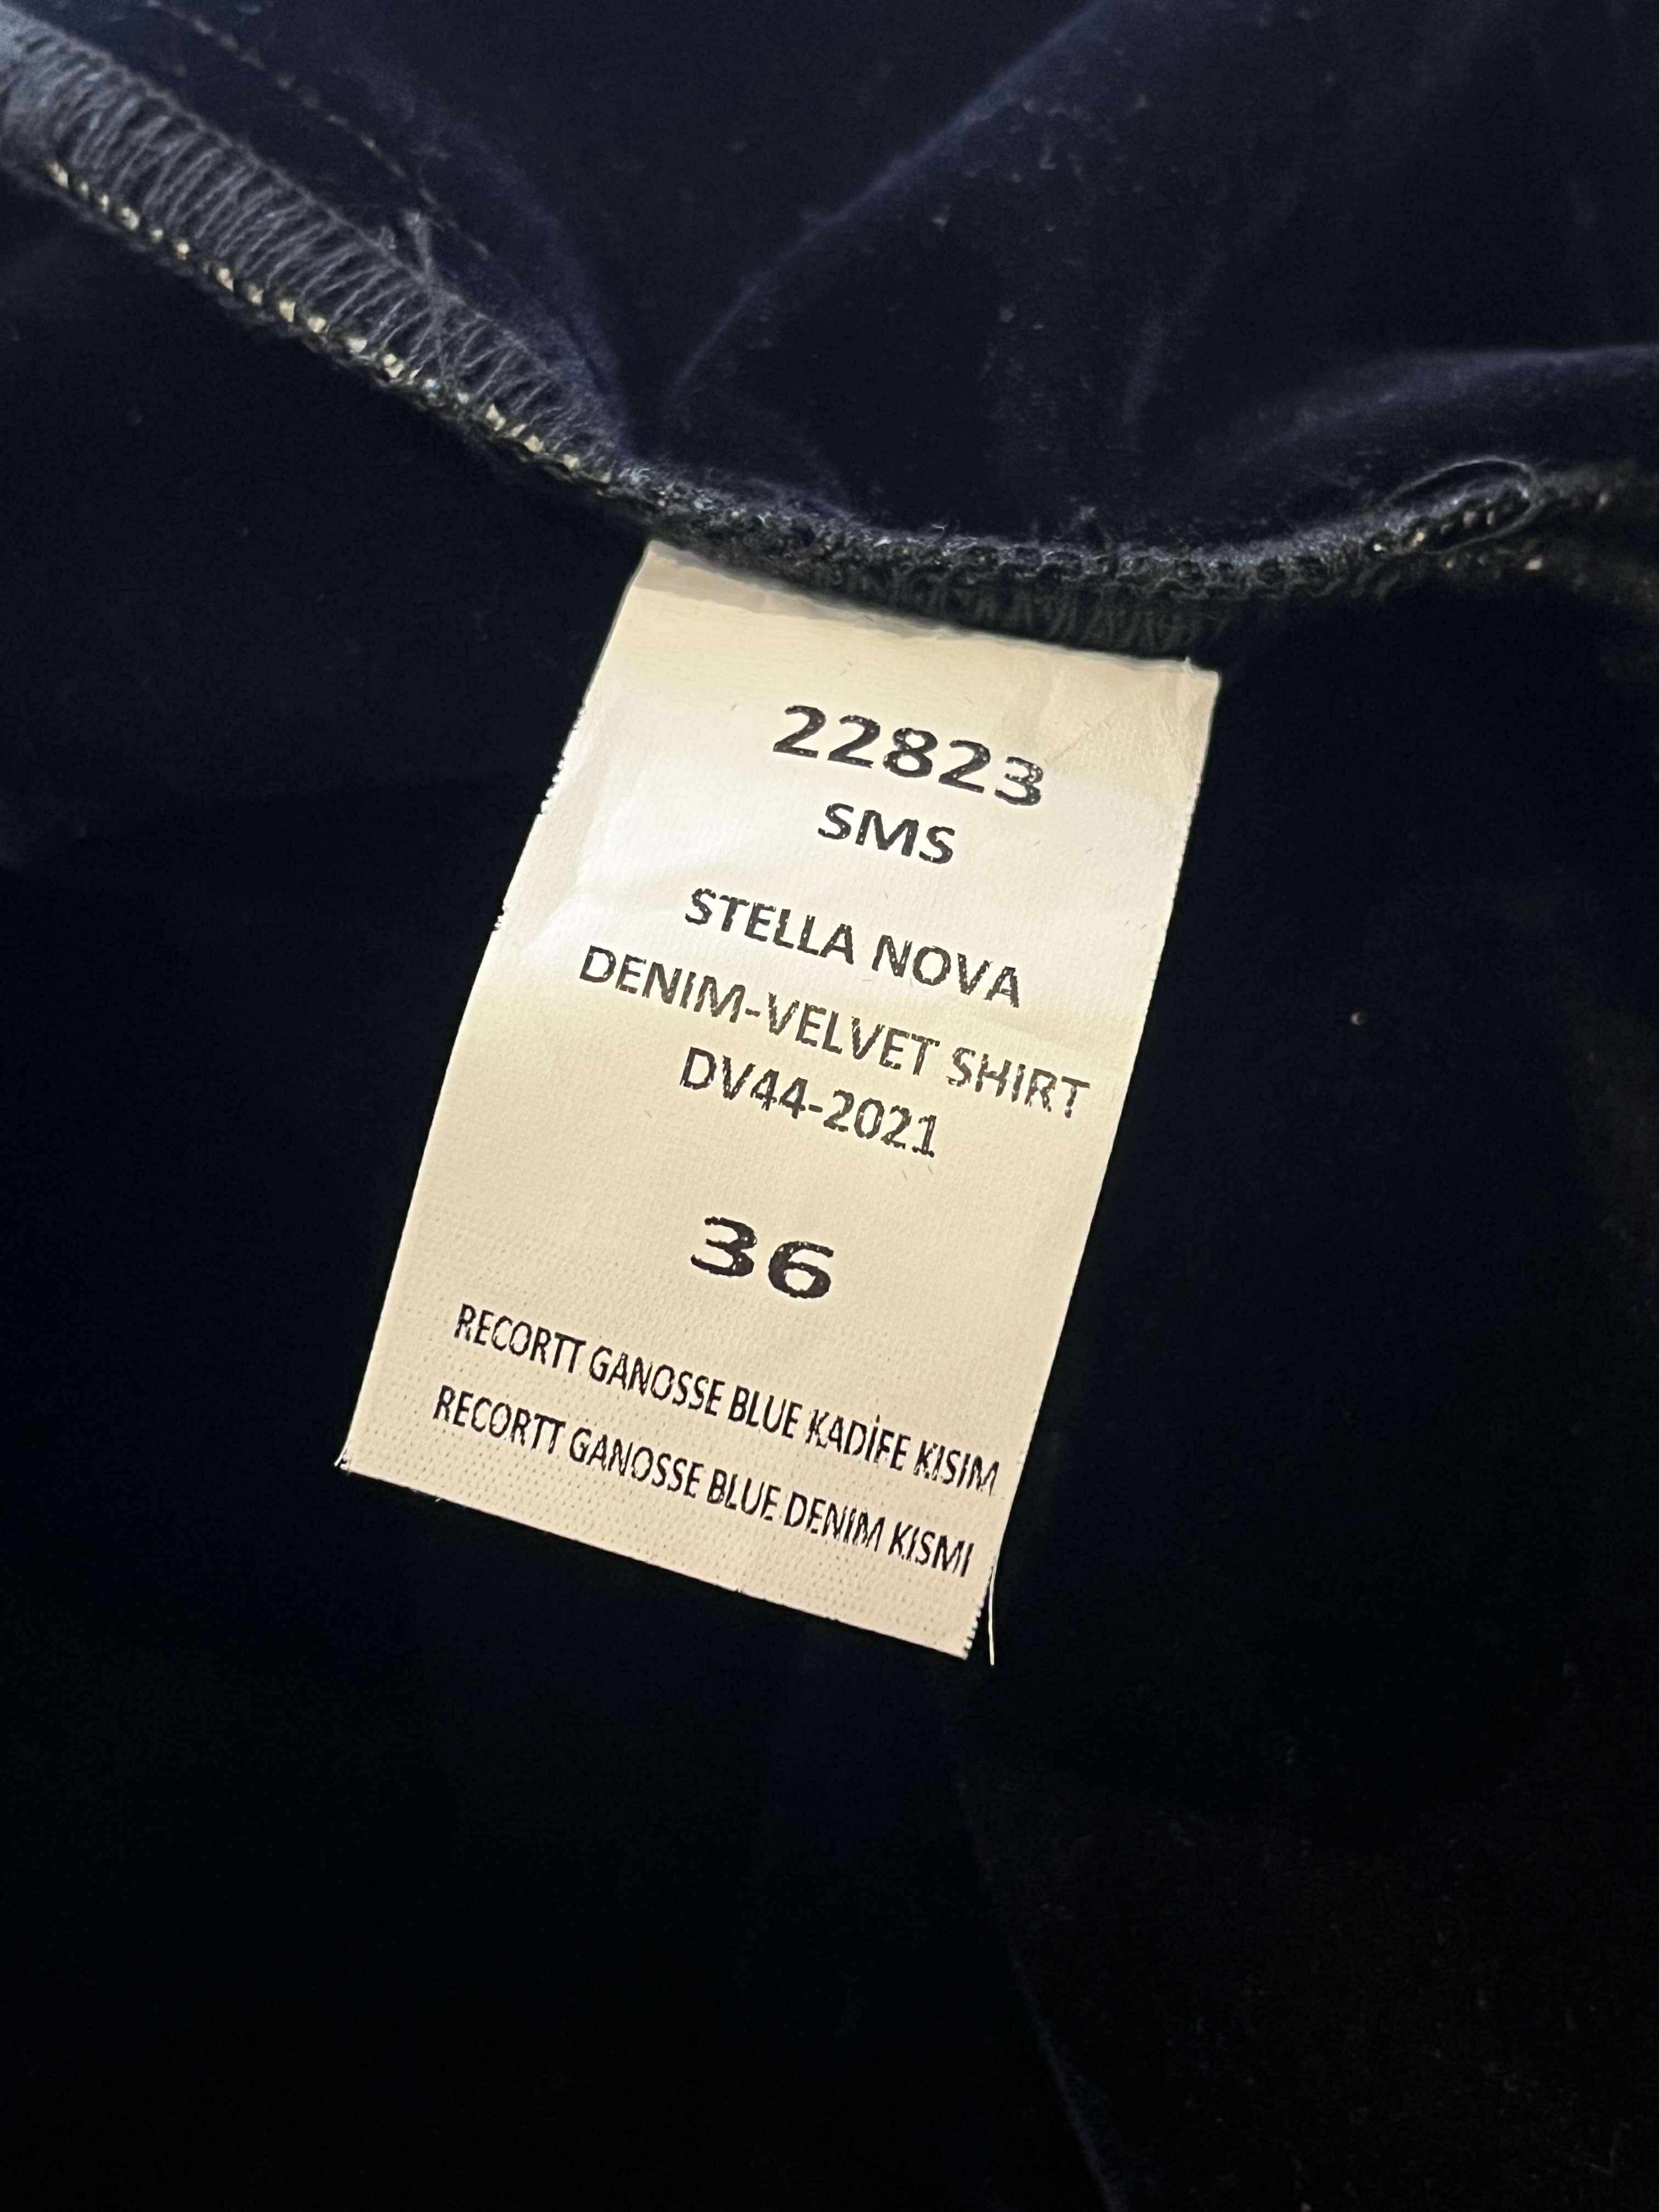 22823
SMS
STELLA NOVA
DENIM-VELVET SHIRT
DV44-2021
36
RECORTT GANOSSE BLUE KADİFE KISIM
RECORTT GANOSSE BLUE DENIM KISMI